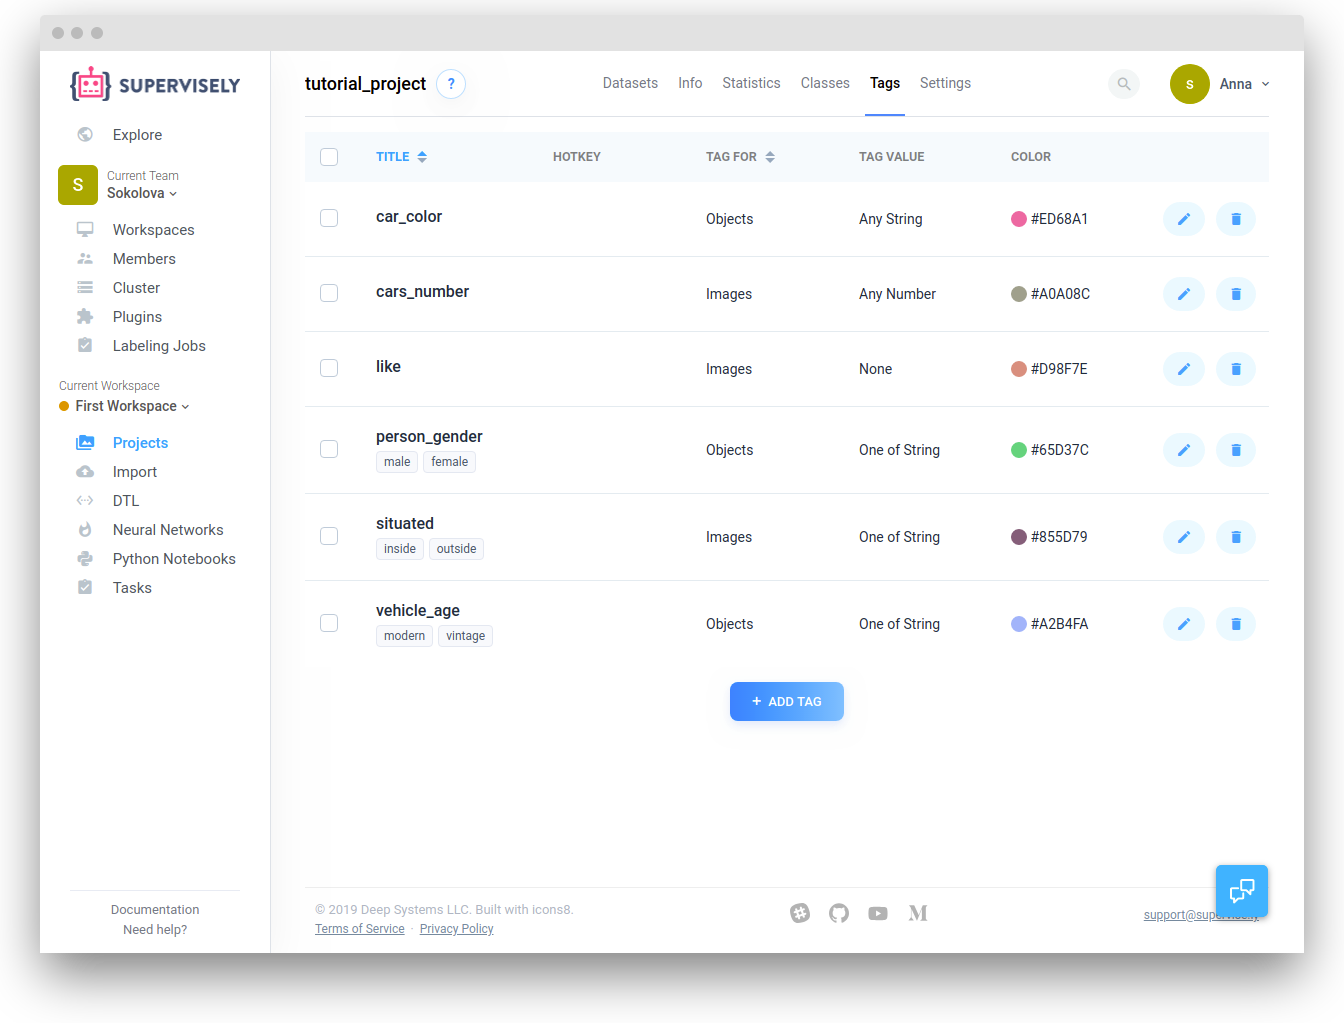 SUPERVISELY
Explore
S
Current Team
Sokolova
Workspaces
Members
Cluster
Plugins
Labeling Jobs
Current Workspace
First Workspace
Projects
Import
DTL
Neural Networks
Python Notebooks
Tasks
Documentation
Need help?
tutorial_project ?
Datasets Info Statistics Classes Tags Settings
S Anna
TITLE HOTKEY TAG FOR TAG VALUE COLOR
car_color Objects Any String #ED68A1
cars_number Images Any Number #A0A08C
like Images None #D98F7E
person_gender
male female
Objects One of String #65D37C
situated
inside outside
Images One of String #855D79
vehicle_age
modern vintage
Objects One of String #A2B4FA
+ ADD TAG
© 2019 Deep Systems LLC. Built with icons8.
Terms of Service · Privacy Policy
M